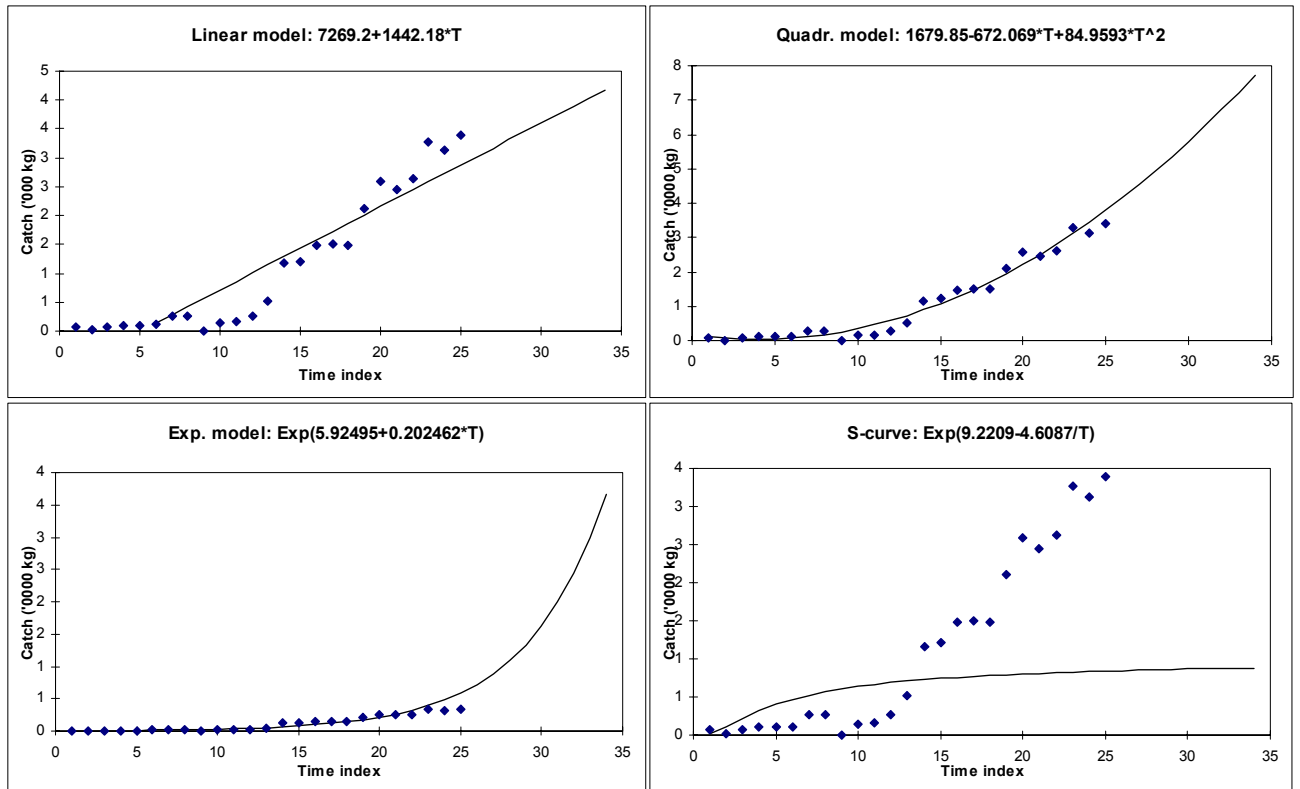 Linear model: 7269.2+1442.18*T
5
4
4
3
3
2
2
1
1
0
Catch ('0000 kg)
0 5 10 15 20 25 30 35
Time index
Quadr. model: 1679.85-672.069*T+84.9593*T^2
8
7
6
5
4
3
2
1
0
Catch ('0000 kg)
0 5 10 15 20 25 30 35
Time index
Exp. model: Exp(5.92495+0.202462*T)
4
4
3
3
2
2
1
1
0
Catch ('0000 kg)
0 5 10 15 20 25 30 35
Time index
S-curve: Exp(9.2209-4.6087/T)
4
3
3
2
2
1
1
0
Catch ('0000 kg)
0 5 10 15 20 25 30 35
Time index